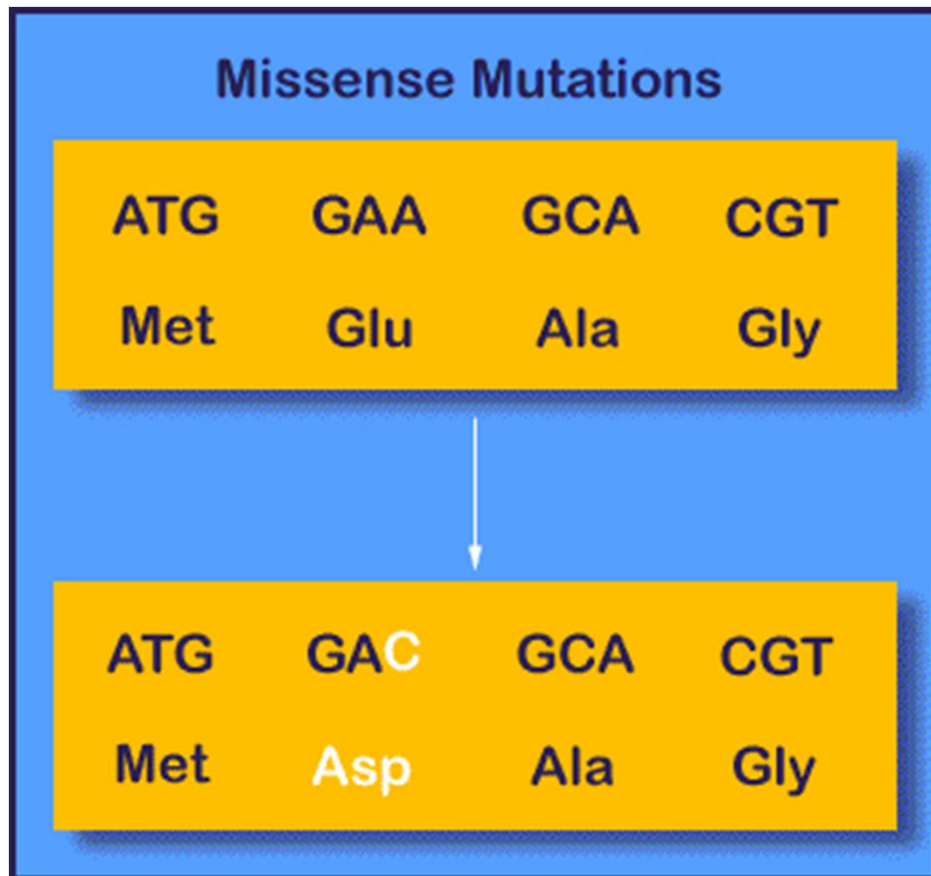 Missense Mutations
ATG GAA GCA CGT
Met Glu Ala Gly
ATG GAC GCA CGT
Met Asp Ala Gly